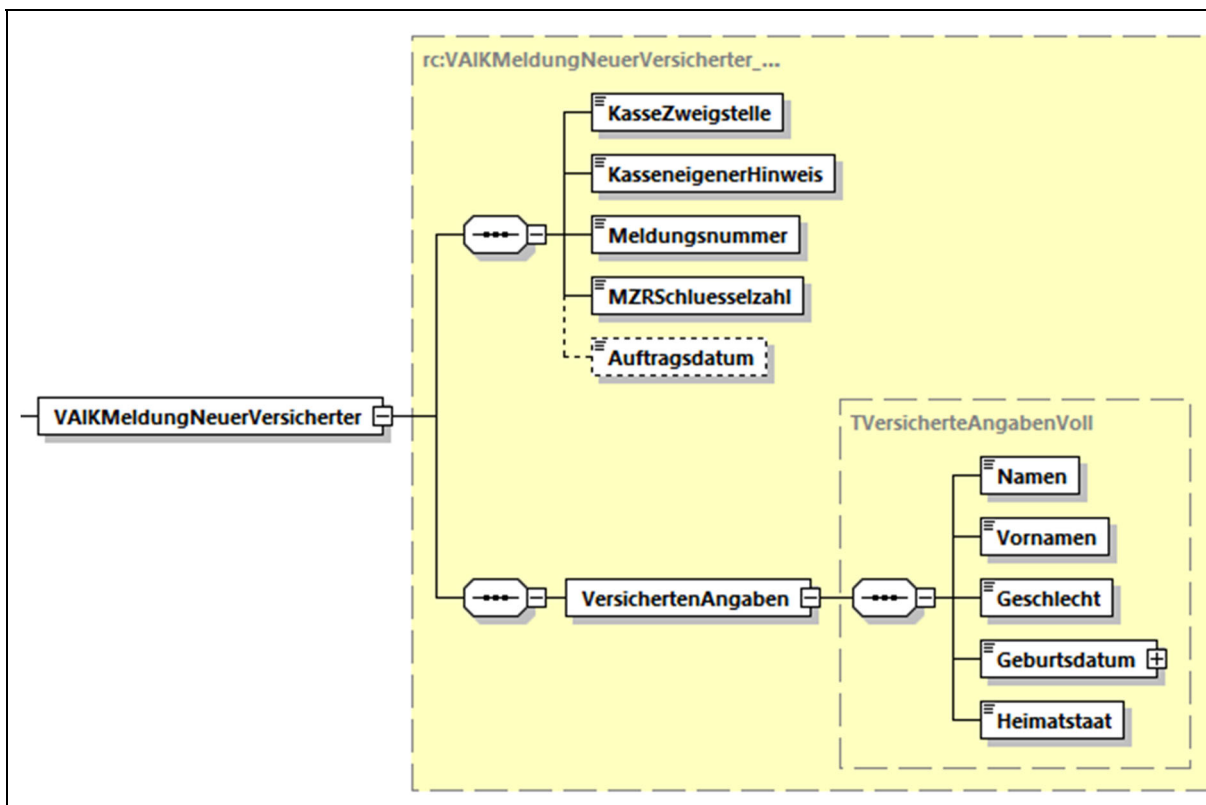 rc:VAIKMeldungNeuerVersicherter_...
KasseZweigstelle
KasseneigenerHinweis
Meldungsnummer
MZRSchluesselzahl
Auftragsdatum
VAIKMeldungNeuerVersicherter
TVersicherteAngabenVoll
Namen
Vornamen
VersichertenAngaben
Geschlecht
Geburtsdatum
Heimatstaat